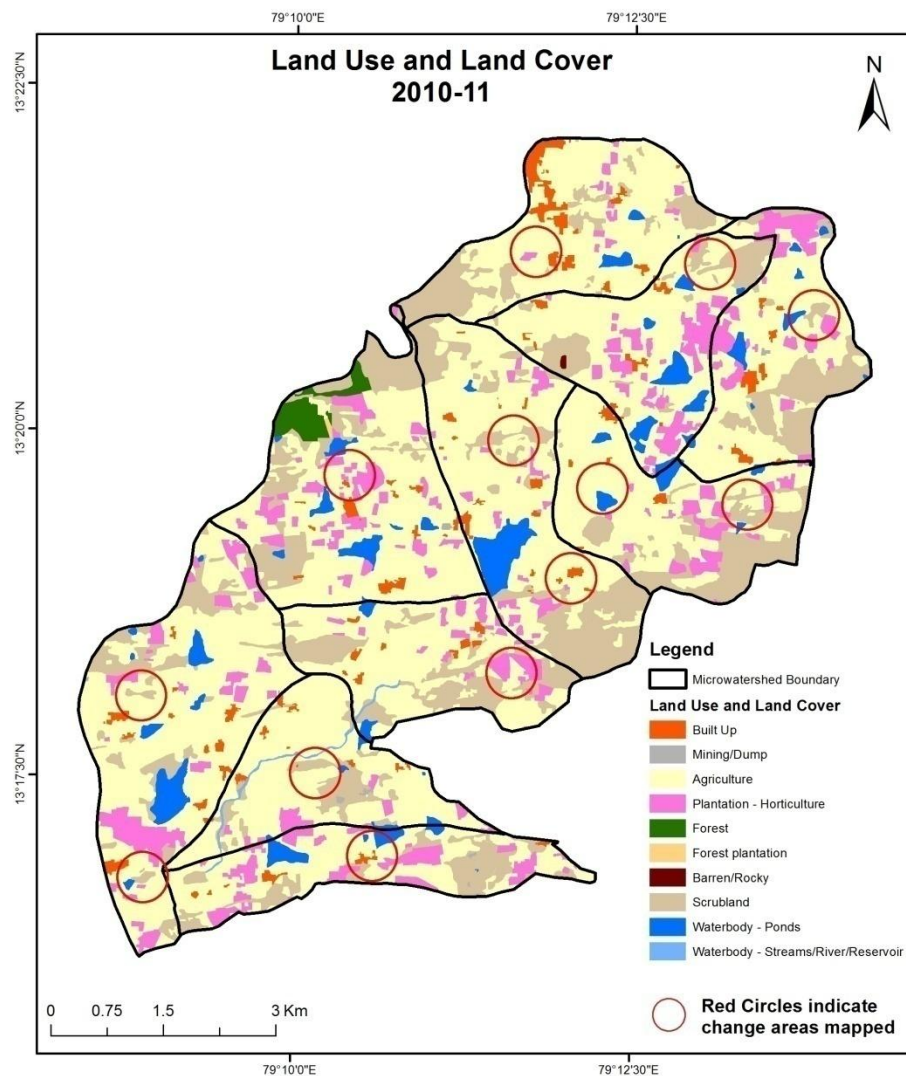 79°10'0"E
79°12'30"E
Land Use and Land Cover
2010-11
N
13°22'30"N
13°20'0"N
13°17'30"N
Legend
Microwatershed Boundary
Land Use and Land Cover
Built Up
Mining/Dump
Agriculture
Plantation - Horticulture
Forest
Forest plantation
Barren/Rocky
Scrubland
Waterbody - Ponds
Waterbody - Streams/River/Reservoir
Red Circles indicate
change areas mapped
0 0.75 1.5 3 Km
79°10'0"E
79°12'30"E